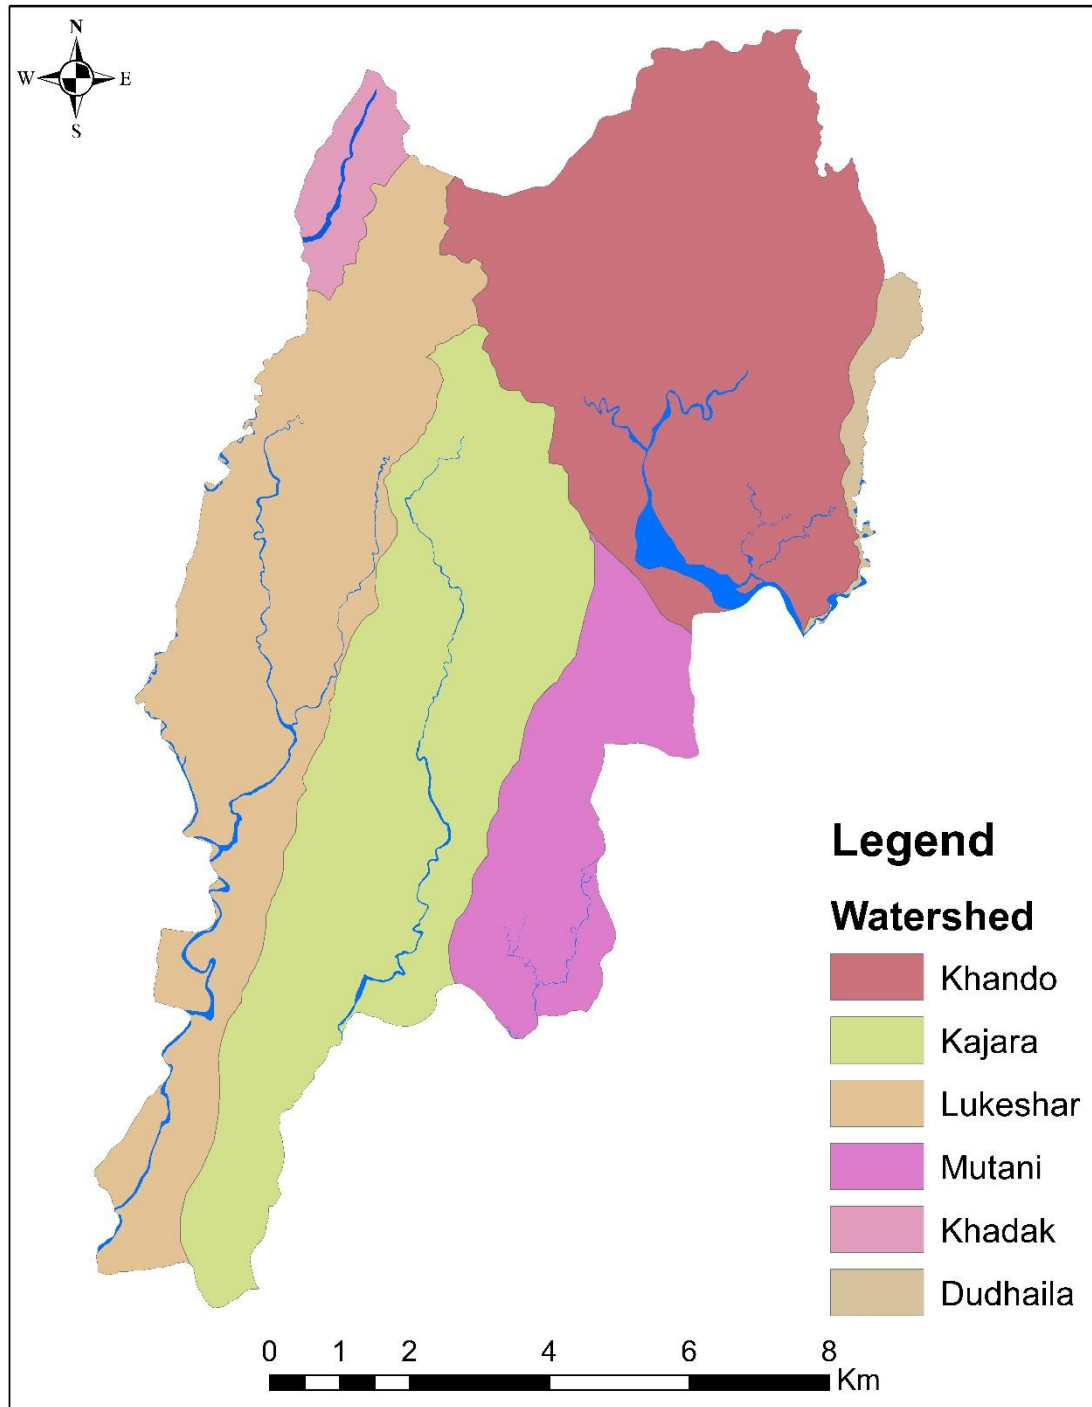 N
W E
S
Legend
Watershed
Khando
Kajara
Lukeshar
Mutani
Khadak
Dudhaila
0 1 2 4 6 8
Km